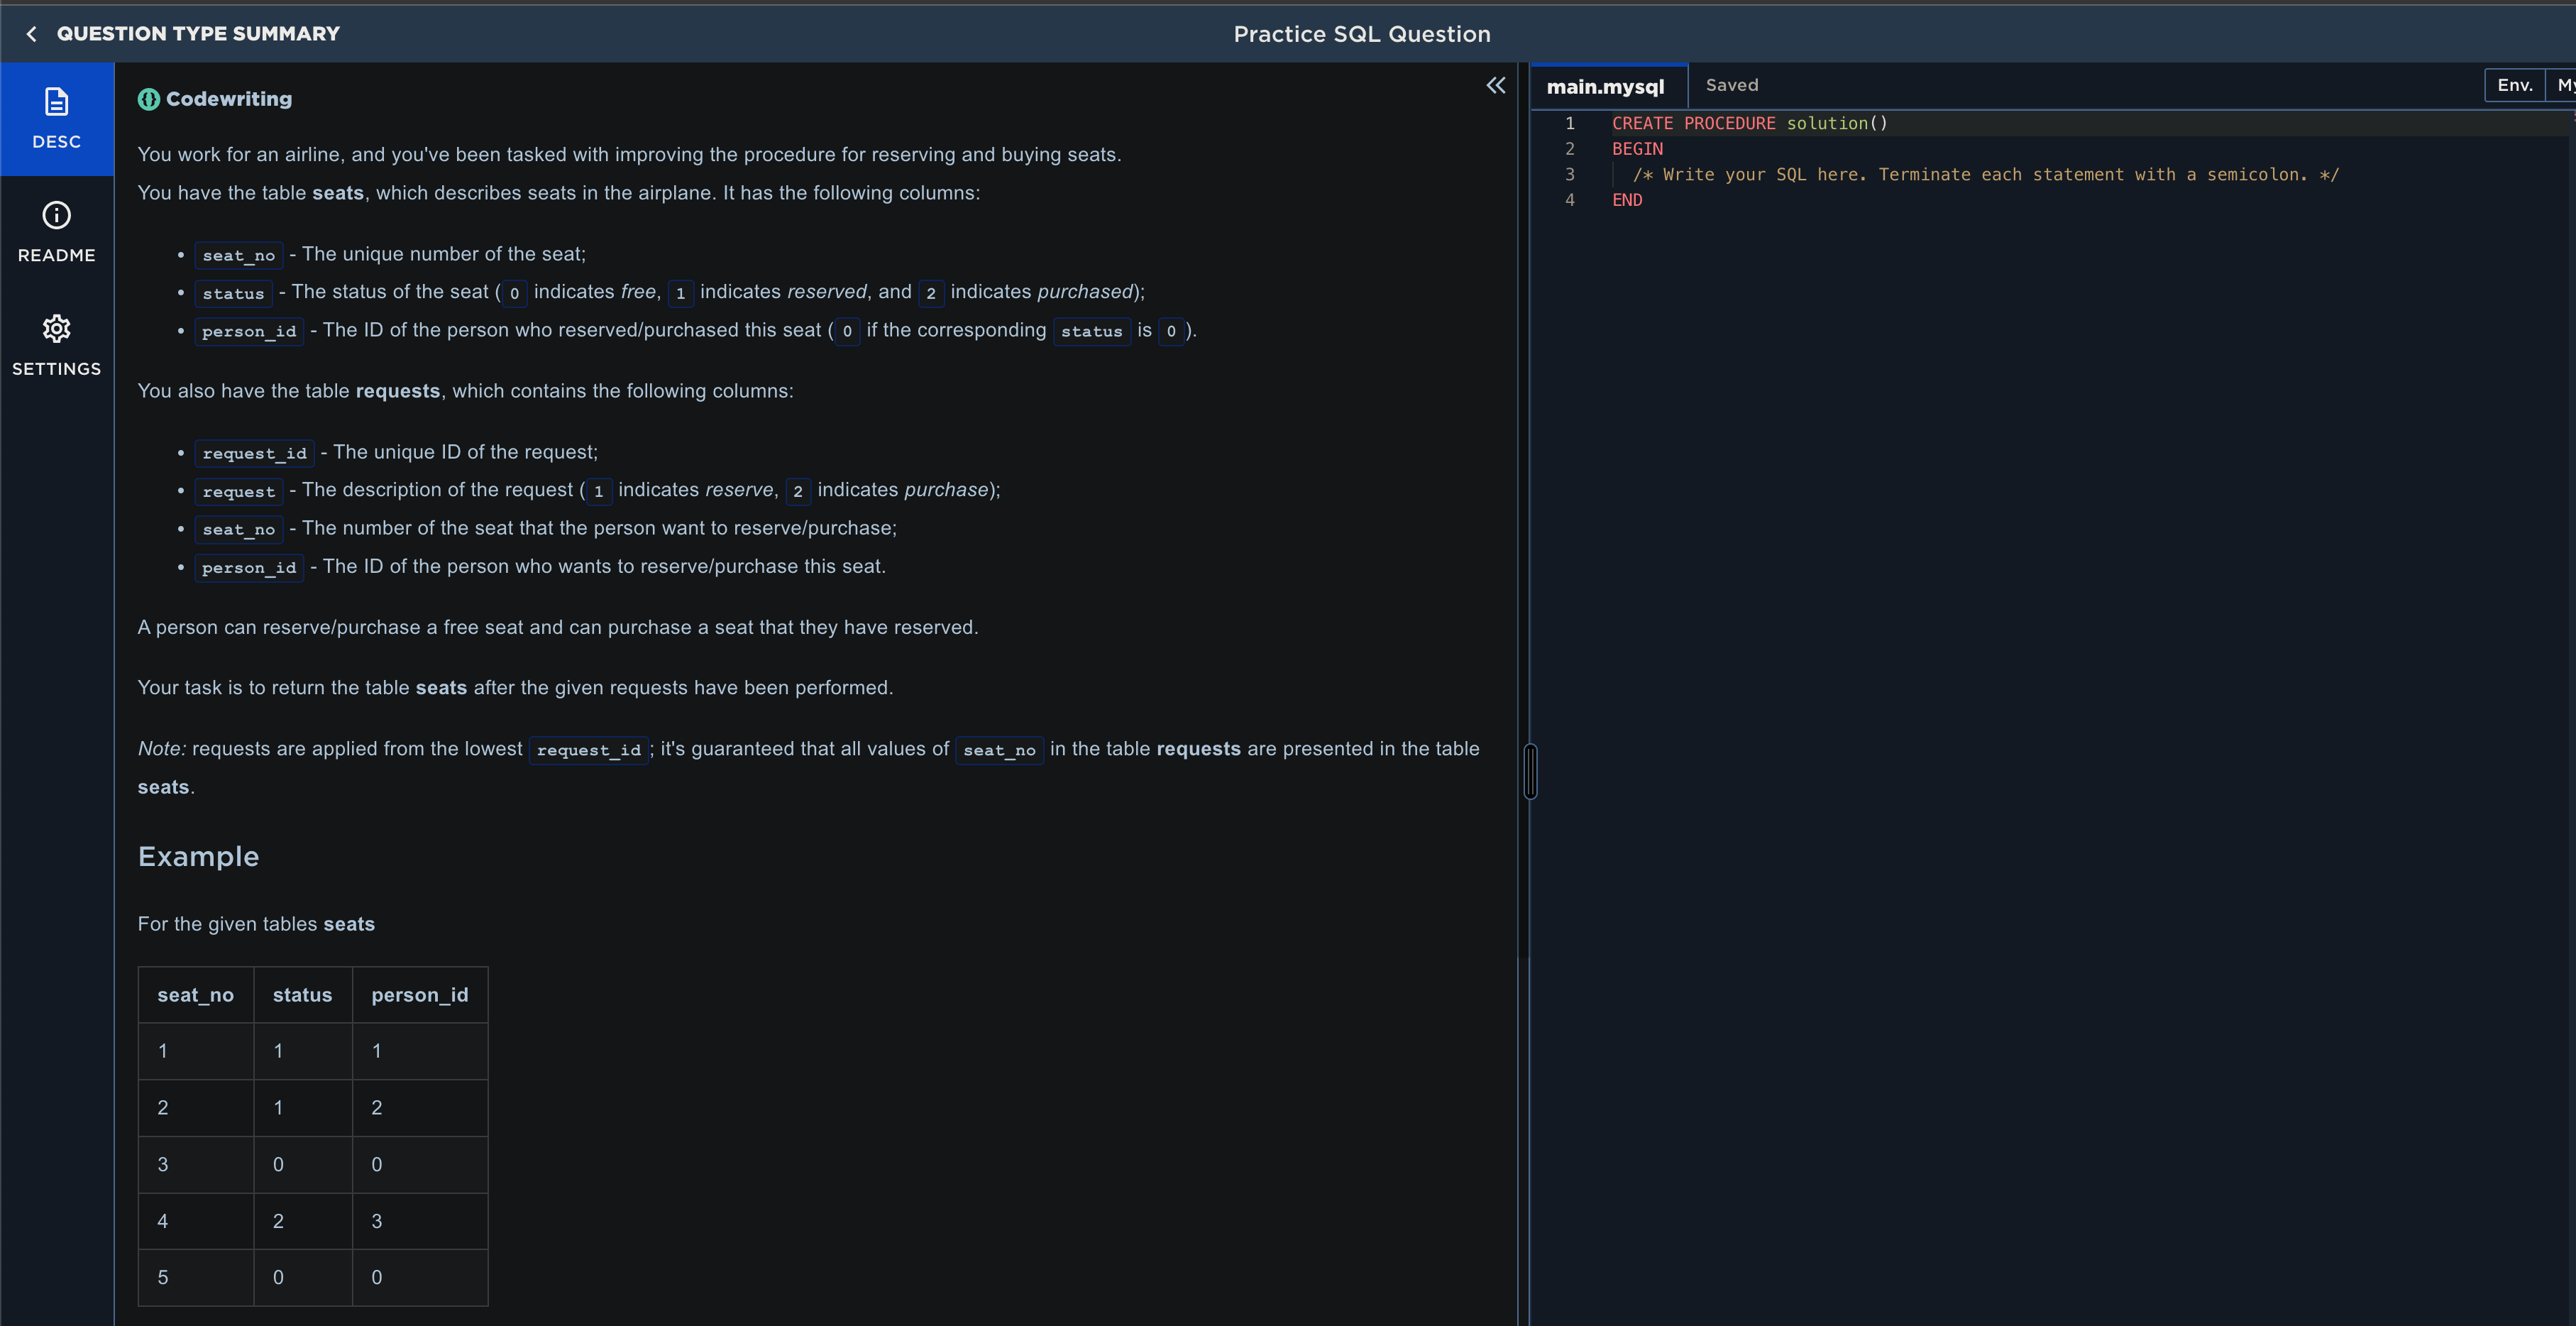 QUESTION TYPE SUMMARY
Practice SQL Question
DESC
README
SETTINGS
Codewriting
You work for an airline, and you've been tasked with improving the procedure for reserving and buying seats.
You have the table seats, which describes seats in the airplane. It has the following columns:
• seat_no - The unique number of the seat;
• status - The status of the seat ( 0 indicates free, 1 indicates reserved, and 2 indicates purchased);
• person_id - The ID of the person who reserved/purchased this seat ( 0 if the corresponding status is 0 ).
You also have the table requests, which contains the following columns:
• request_id - The unique ID of the request;
• request - The description of the request ( 1 indicates reserve, 2 indicates purchase);
• seat_no - The number of the seat that the person want to reserve/purchase;
• person_id - The ID of the person who wants to reserve/purchase this seat.
A person can reserve/purchase a free seat and can purchase a seat that they have reserved.
Your task is to return the table seats after the given requests have been performed.
Note: requests are applied from the lowest request_id ; it's guaranteed that all values of seat_no in the table requests are presented in the table
seats.
Example
For the given tables seats
seat_no status person_id
1 1 1
2 1 2
3 0 0
4 2 3
5 0 0
main.mysql Saved Env. My
1 CREATE PROCEDURE solution()
2 BEGIN
3 /* Write your SQL here. Terminate each statement with a semicolon. */
4 END